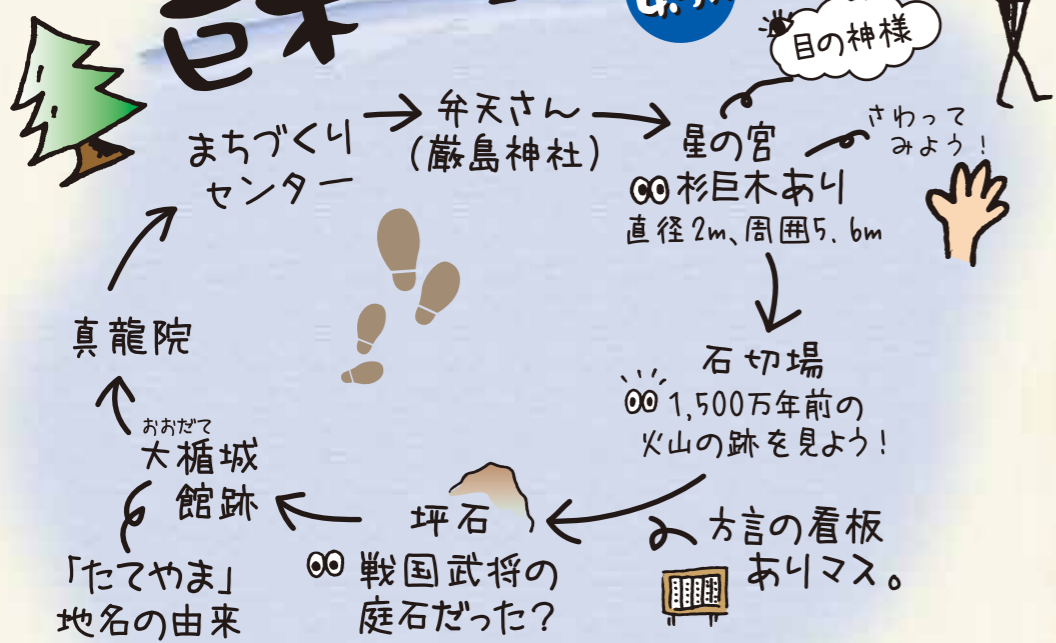 目の神様
まちづくり
センター
弁天さん
(厳島神社)
星の宮
さわって
みよう!
杉巨木あり
直径2m、周囲5.6m
石切場
1,500万年前の
火山の跡を見よう!
方言の看板
ありマス。
坪石
戦国武将の
庭石だった?
おおだて
大楯城
館跡
「たてやま」
地名の由来
真龍院